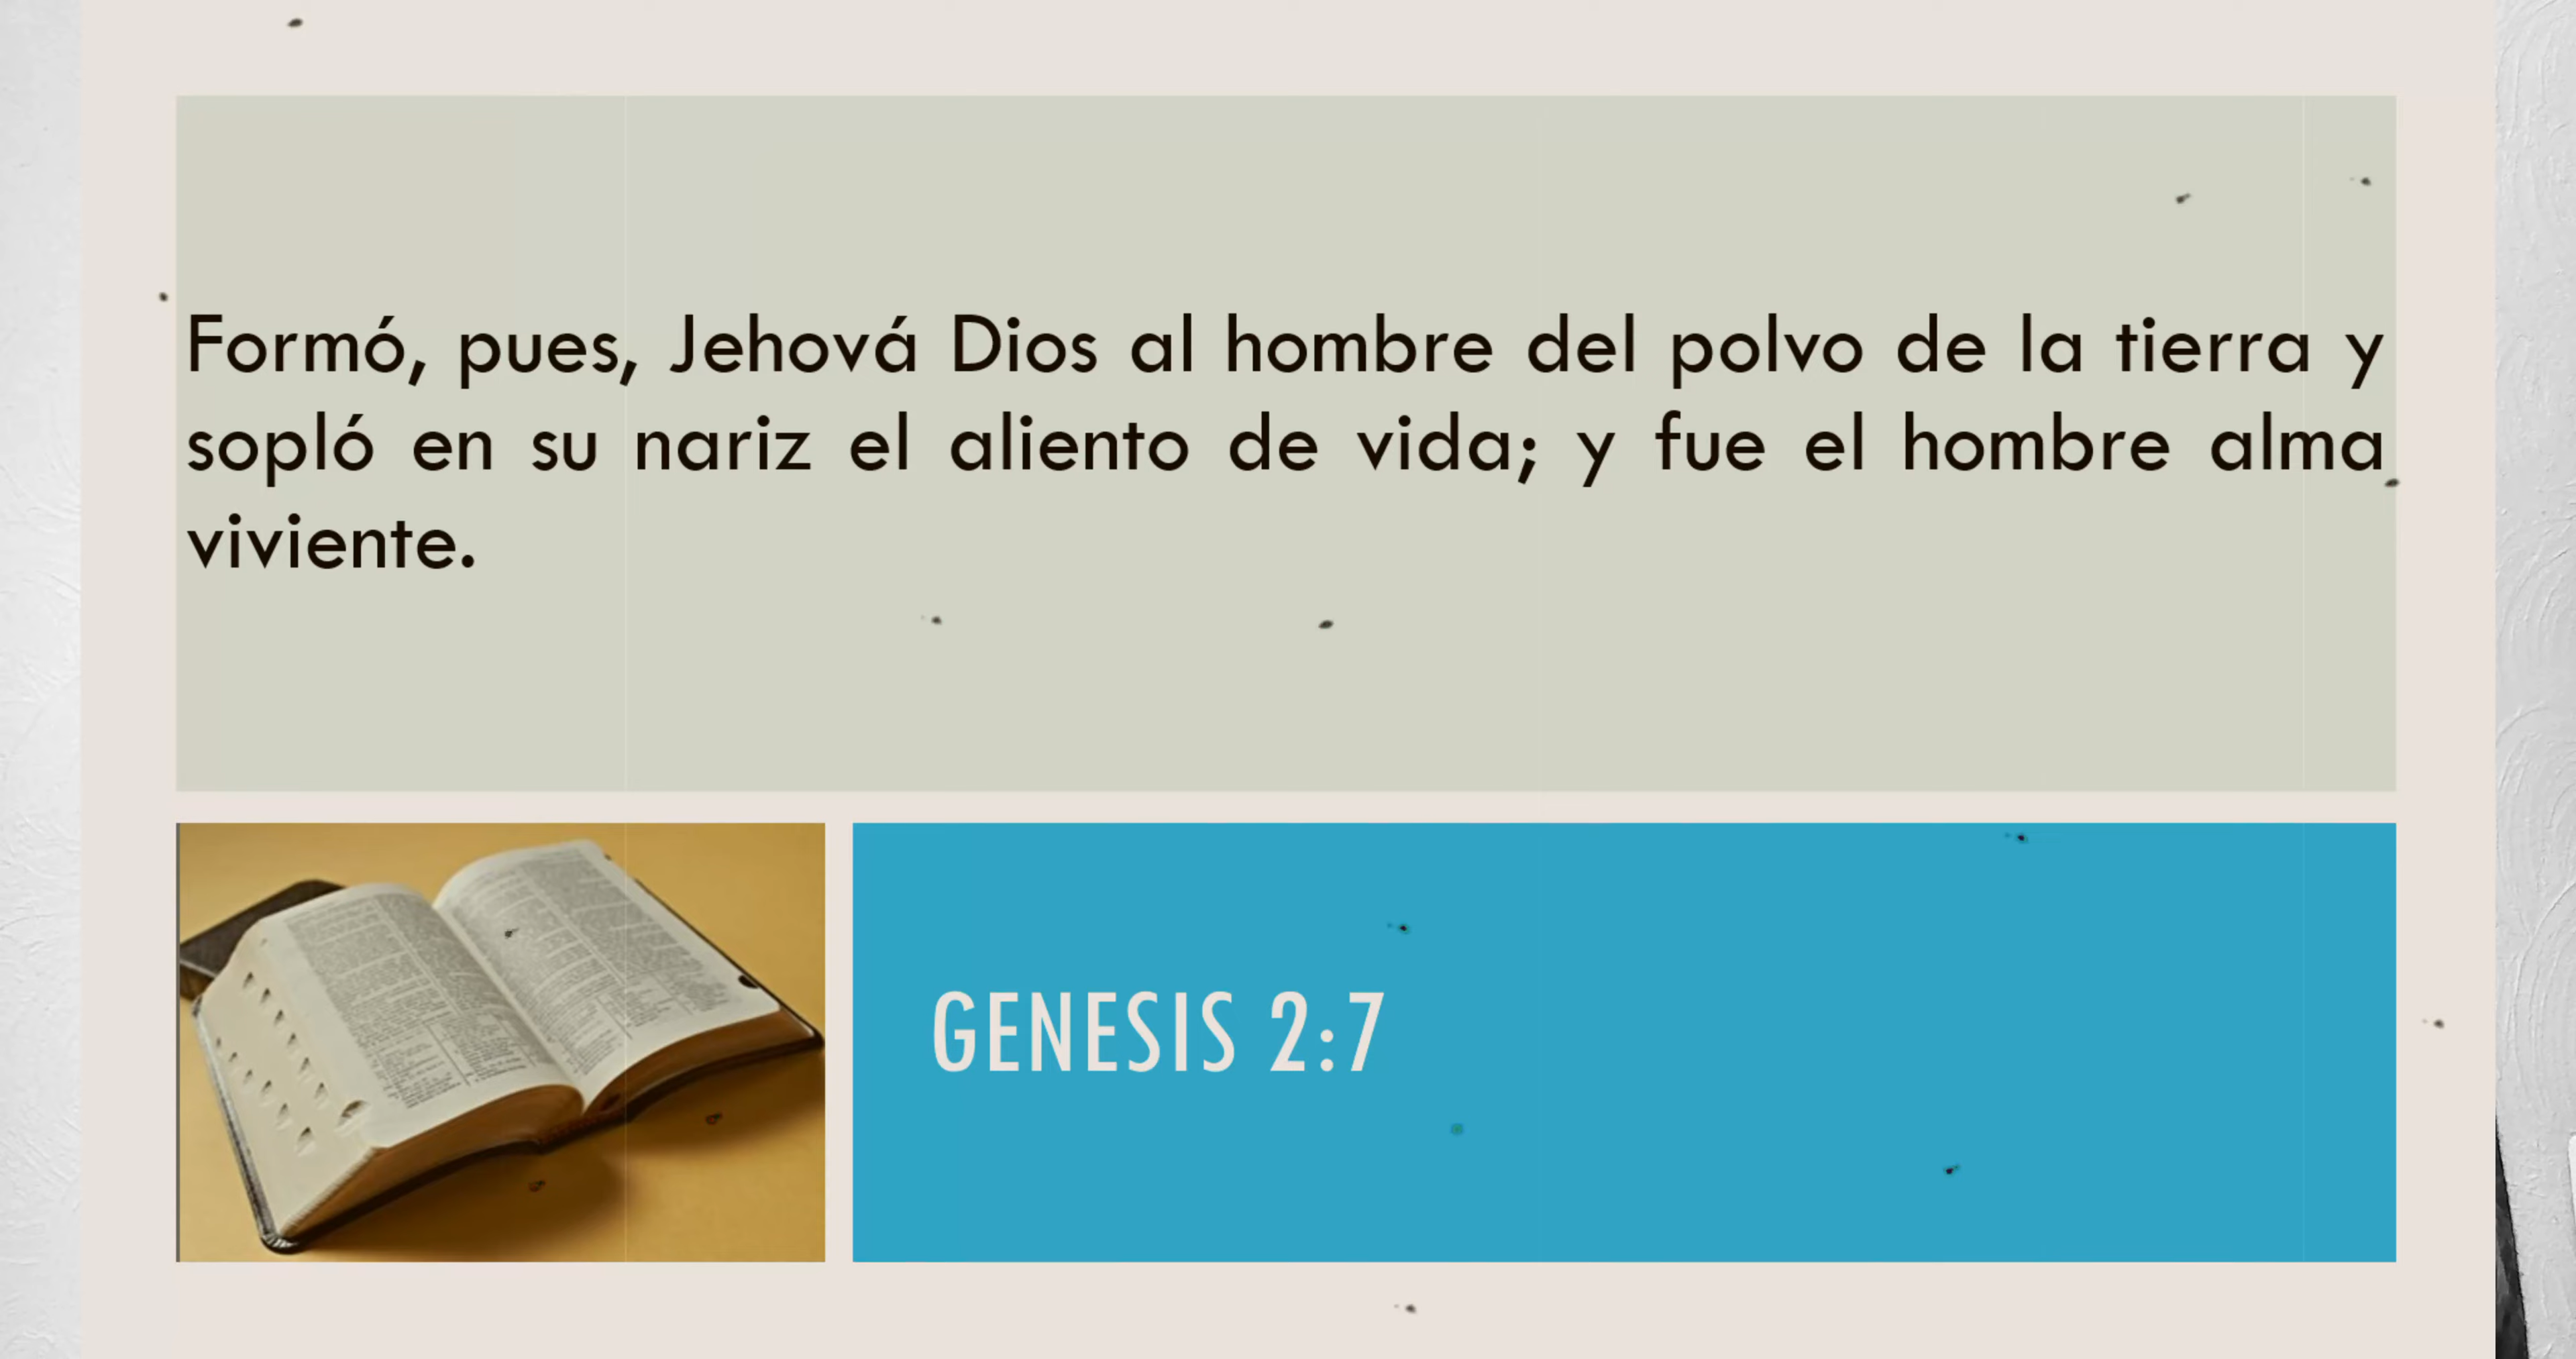 Formó, pues, Jehová Dios al hombre del polvo de la tierra y
sopló en su nariz el aliento de vida; y fue el hombre alma
viviente.
GENESIS 2:7